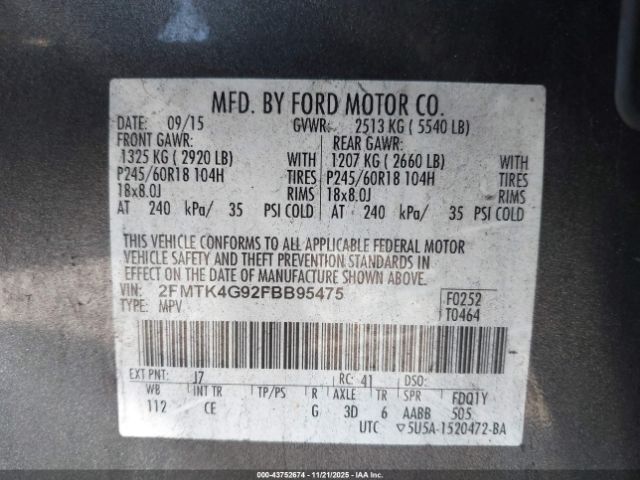 MFD. BY FORD MOTOR CO.
DATE: 09/15 GVWR: 2513 KG ( 5540 LB)
FRONT GAWR: REAR GAWR:
1325 KG ( 2920 LB) WITH 1207 KG ( 2660 LB) WITH
P245/60R18 104H TIRES P245/60R18 104H TIRES
18x8.0J RIMS 18x8.0J RIMS
AT 240 kPa/ 35 PSI COLD AT 240 kPa/ 35 PSI COLD
THIS VEHICLE CONFORMS TO ALL APPLICABLE FEDERAL MOTOR
VEHICLE SAFETY AND THEFT PREVENTION STANDARDS IN
EFFECT ON THE DATE OF MANUFACTURE SHOWN ABOVE.
VIN: 2FMTK4G92FBB95475 F0252
TYPE: MPV T0464
EXT PNT: J7 RC: 41 DSO:
WB INT TR TP/PS R AXLE TR SPR FDQ1Y
112 CE G 3D 6 AABB 505
UTC ▽5U5A-1520472-BA
000-43752674 | 11/21/2025 - IAA Inc.